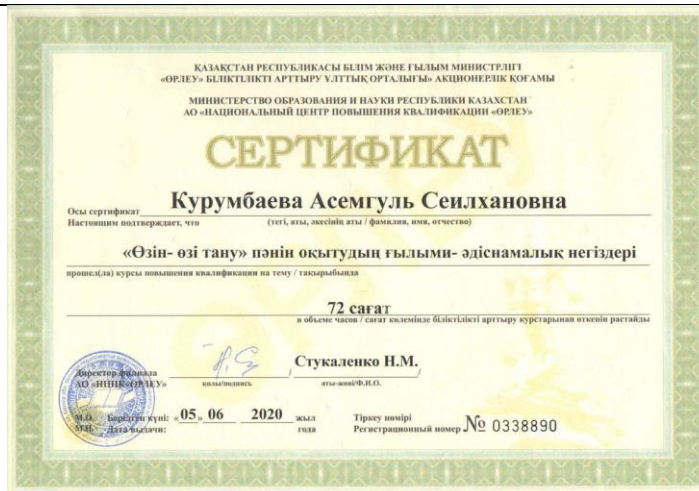 ҚАЗАҚСТАН РЕСПУБЛИКАСЫ БІЛІМ ЖӘНЕ ҒЫЛЫМ МИНИСТРЛІГІ
«ӨРЛЕУ» БІЛІКТІЛІКТІ АРТТЫРУ ҰЛТТЫҚ ОРТАЛЫҒЫ» АКЦИОНЕРЛІК ҚОҒАМЫ
МИНИСТЕРСТВО ОБРАЗОВАНИЯ И НАУКИ РЕСПУБЛИКИ КАЗАХСТАН
АО «НАЦИОНАЛЬНЫЙ ЦЕНТР ПОВЫШЕНИЯ КВАЛИФИКАЦИИ «ӨРЛЕУ»
СЕРТИФИКАТ
Осы сертификат Курумбаева Асемгуль Сеилхановна
Настоящим подтверждает, что (тегі, аты, әкесінің аты / фамилия, имя, отчество)
«Өзін- өзі тану» пәнін оқытудың ғылыми- әдіснамалық негіздері
прошел(ла) курсы повышения квалификации на тему / тақырыбында
72 сағат
в объеме часов / сағат көлемінде біліктілікті арттыру курстарынан өткенін растайды
Стукаленко Н.М.
Директор филиала
АО «НЦПК «ӨРЛЕУ» қолы/подпись аты-жөні/Ф.И.О.
М.О. Берілген күні: «05» 06 2020 жыл Тіркеу нөмірі
М.П. Дата выдачи: года Регистрационный номер № 0338890